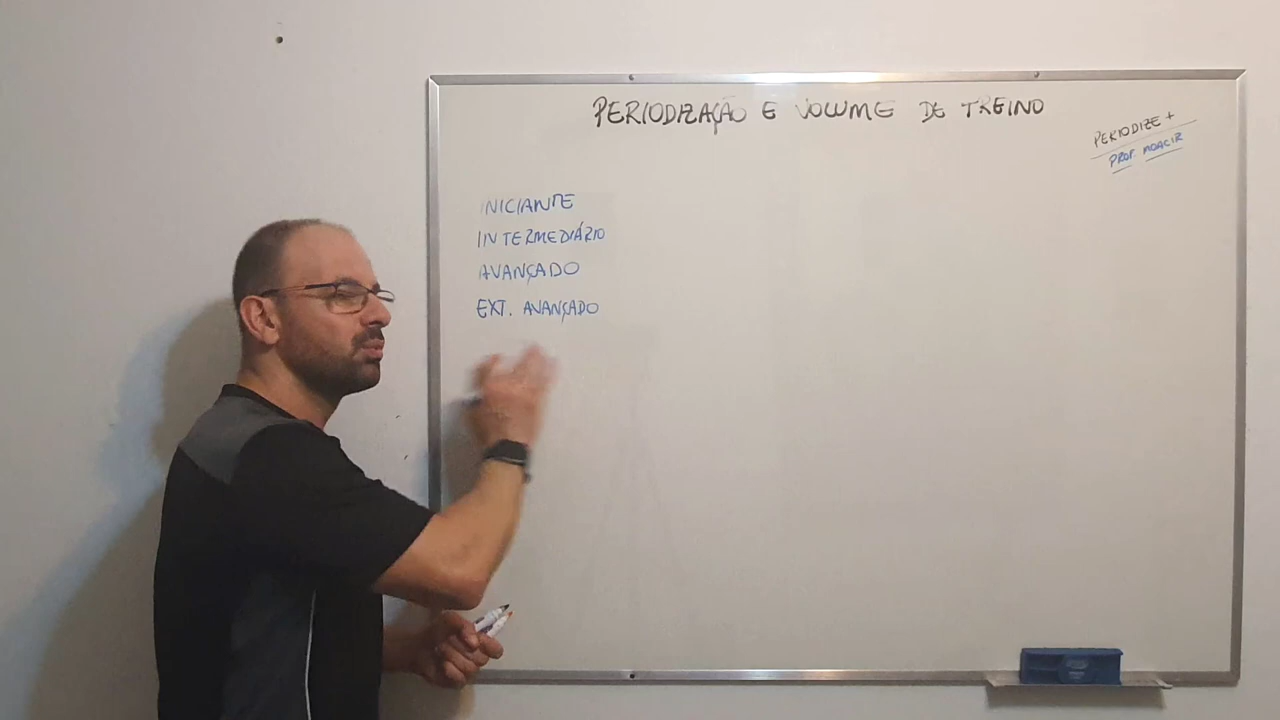 PERIODIZAÇÃO E VOLUME DE TREINO
PERIODIZE +
PROF. MOACIR
INICIANTE
INTERMEDIÁRIO
AVANÇADO
EXT. AVANÇADO